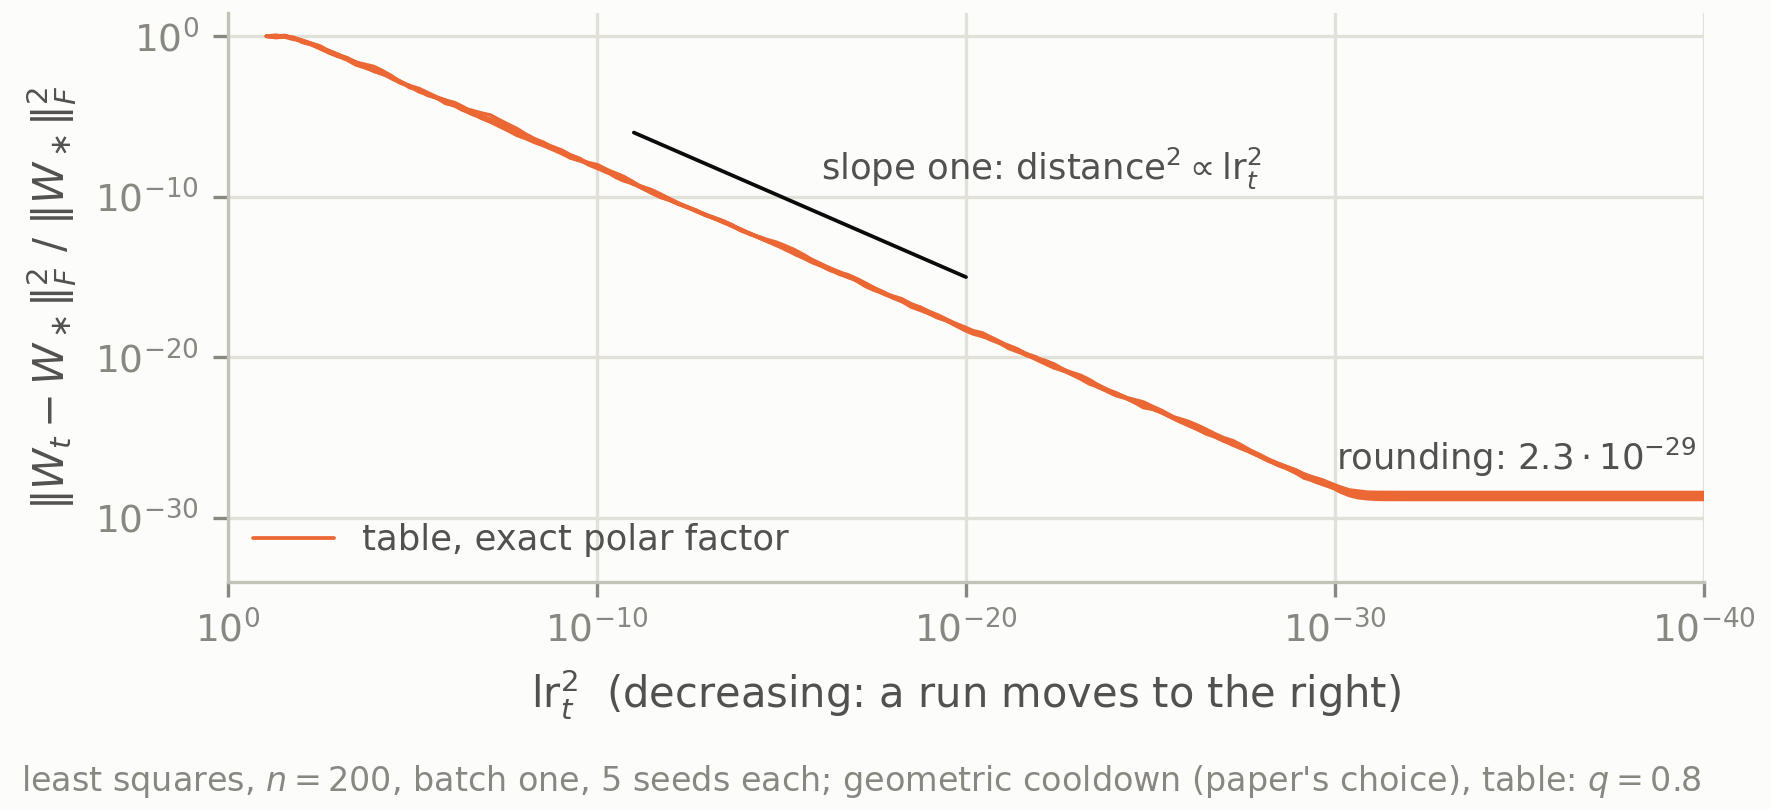 10^0
10^{-10}
10^{-20}
10^{-30}
‖W_t − W_*‖_F^2 / ‖W_*‖_F^2
slope one: distance^2 ∝ lr_t^2
rounding: 2.3 · 10^{-29}
table, exact polar factor
10^0 10^{-10} 10^{-20} 10^{-30} 10^{-40}
lr_t^2 (decreasing: a run moves to the right)
least squares, n = 200, batch one, 5 seeds each; geometric cooldown (paper's choice), table: q = 0.8